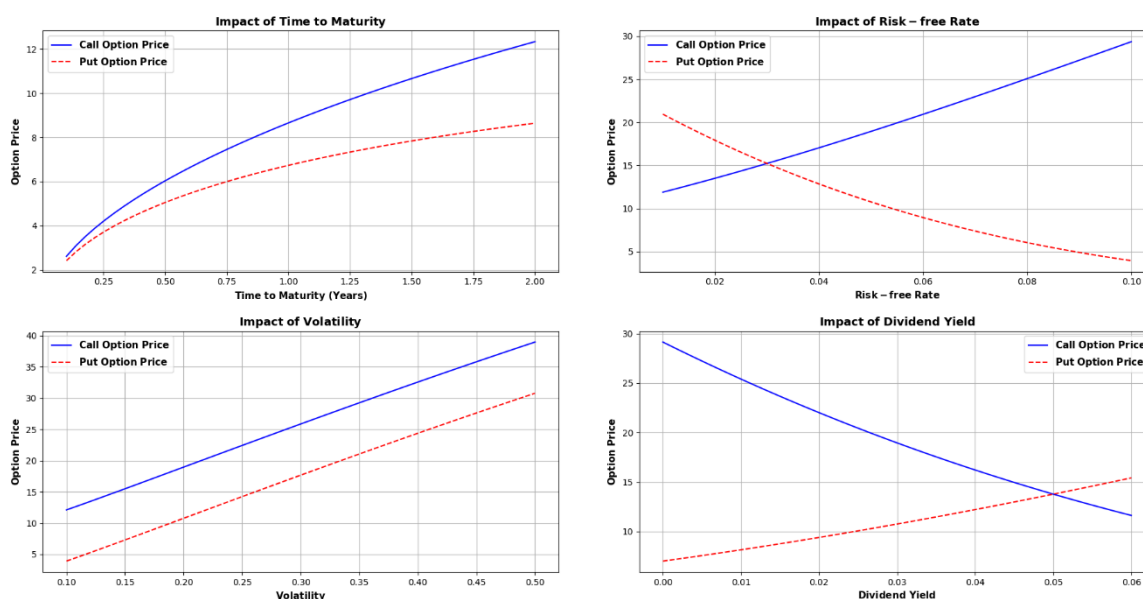 Impact of Time to Maturity
Call Option Price
Put Option Price
Option Price
12
10
8
6
4
2
0.25
0.50
0.75
1.00
1.25
1.50
1.75
2.00
Time to Maturity (Years)
Impact of Risk−free Rate
Call Option Price
Put Option Price
Option Price
30
25
20
15
10
5
0.02
0.04
0.06
0.08
0.10
Risk−free Rate
Impact of Volatility
Call Option Price
Put Option Price
Option Price
40
35
30
25
20
15
10
5
0.10
0.15
0.20
0.25
0.30
0.35
0.40
0.45
0.50
Volatility
Impact of Dividend Yield
Call Option Price
Put Option Price
Option Price
30
25
20
15
10
0.00
0.01
0.02
0.03
0.04
0.05
0.06
Dividend Yield